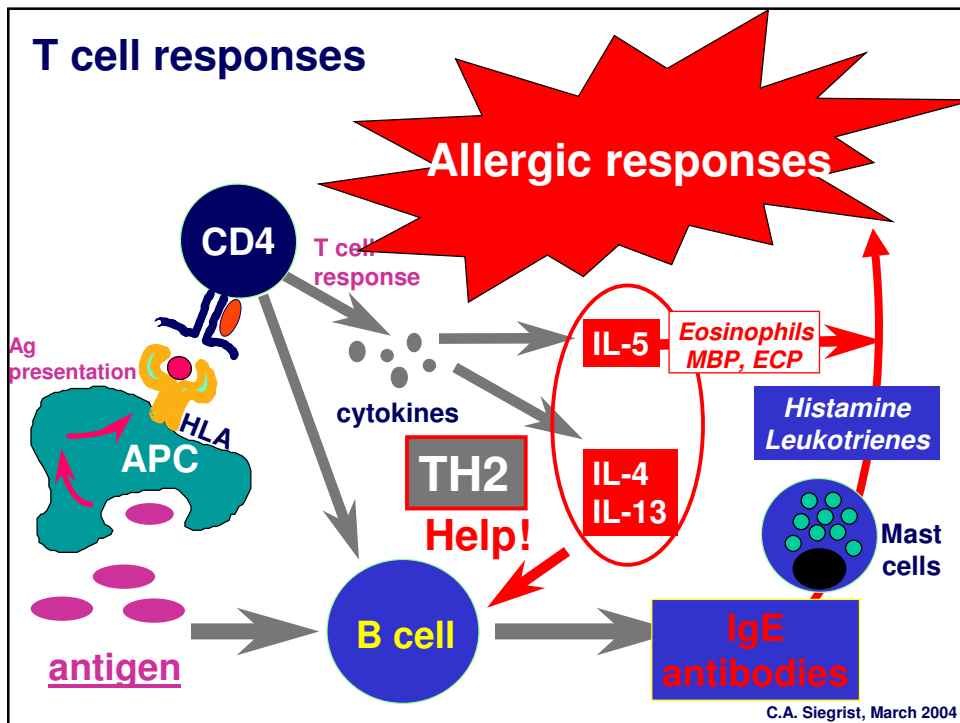 T cell responses
Allergic responses
CD4
T cell
response
Ag
presentation
HLA
APC
cytokines
IL-5
Eosinophils
MBP, ECP
Histamine
Leukotrienes
TH2
Help!
IL-4
IL-13
Mast
cells
B cell
IgE
antibodies
antigen
C.A. Siegrist, March 2004